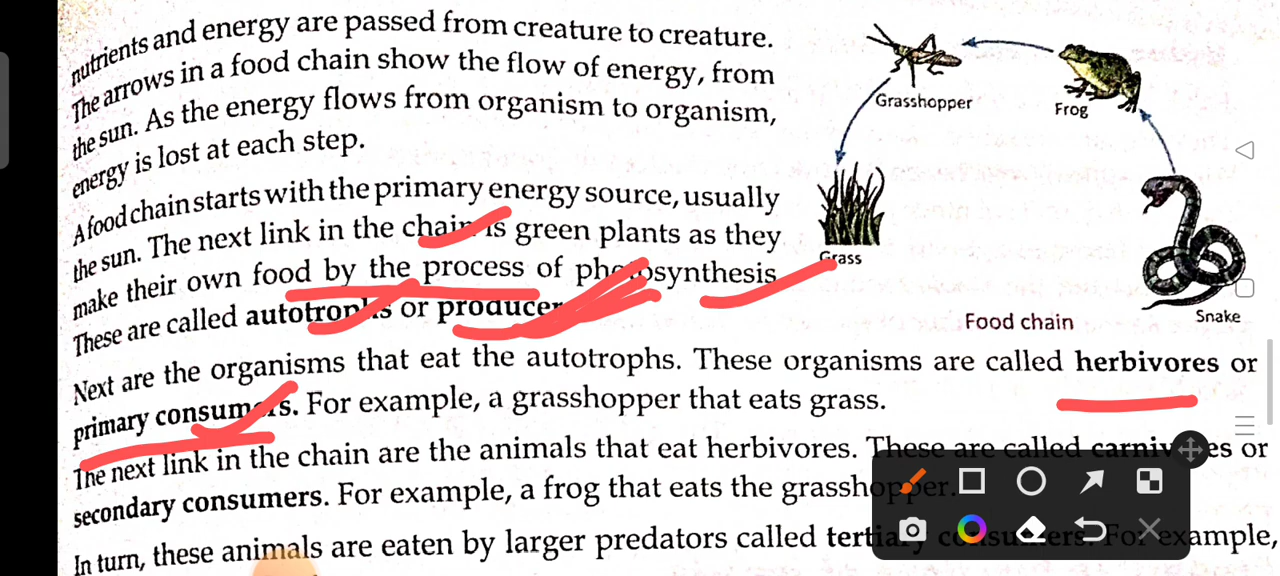 nutrients and energy are passed from creature to creature.
The arrows in a food chain show the flow of energy, from
the sun. As the energy flows from organism to organism,
energy is lost at each step.
A food chain starts with the primary energy source, usually
the sun. The next link in the chain is green plants as they
make their own food by the process of photosynthesis
These are called autotrophs or producer
Next are the organisms that eat the autotrophs. These organisms are called herbivores or
primary consumers. For example, a grasshopper that eats grass.
The next link in the chain are the animals that eat herbivores. These are called carnivores or
secondary consumers. For example, a frog that eats the grasshopper.
In turn, these animals are eaten by larger predators called tertiary consumers. For example,
Grasshopper
Frog
Grass
Snake
Food chain